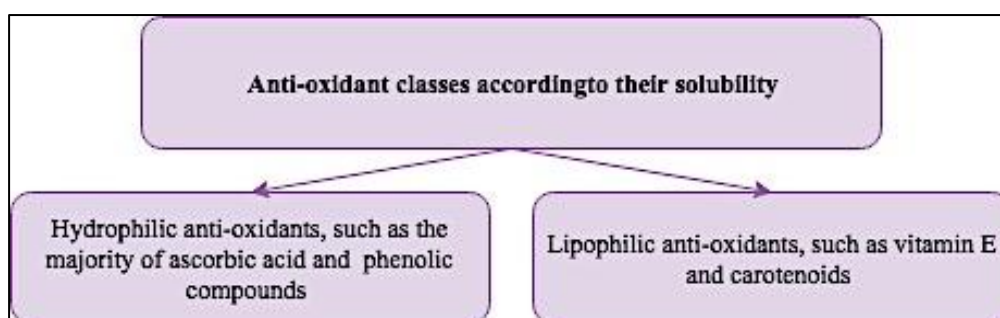 Anti-oxidant classes accordingto their solubility
Hydrophilic anti-oxidants, such as the
majority of ascorbic acid and phenolic
compounds
Lipophilic anti-oxidants, such as vitamin E
and carotenoids